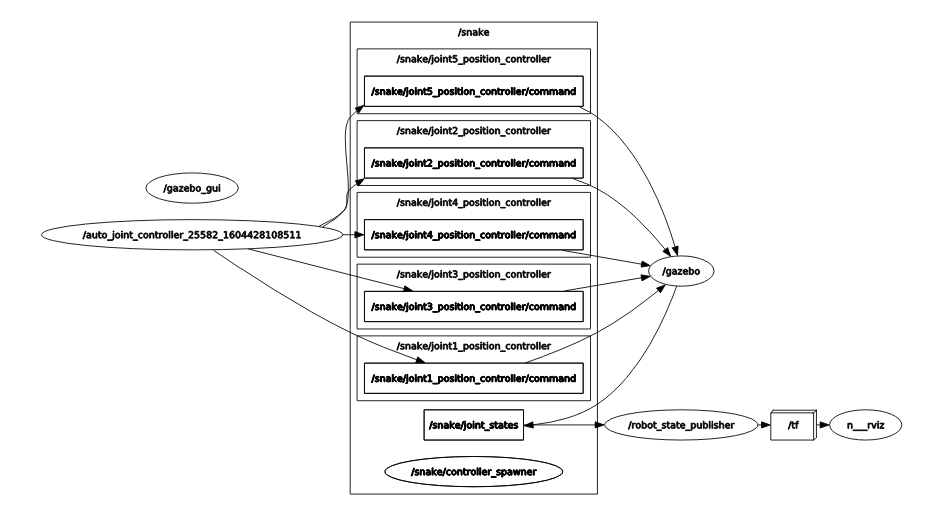 /snake
/snake/joint5_position_controller
/snake/joint5_position_controller/command
/snake/joint2_position_controller
/snake/joint2_position_controller/command
/gazebo_gui
/snake/joint4_position_controller
/auto_joint_controller_25582_1604428108511
/snake/joint4_position_controller/command
/gazebo
/snake/joint3_position_controller
/snake/joint3_position_controller/command
/snake/joint1_position_controller
/snake/joint1_position_controller/command
/snake/joint_states
/robot_state_publisher
/tf
n___rviz
/snake/controller_spawner